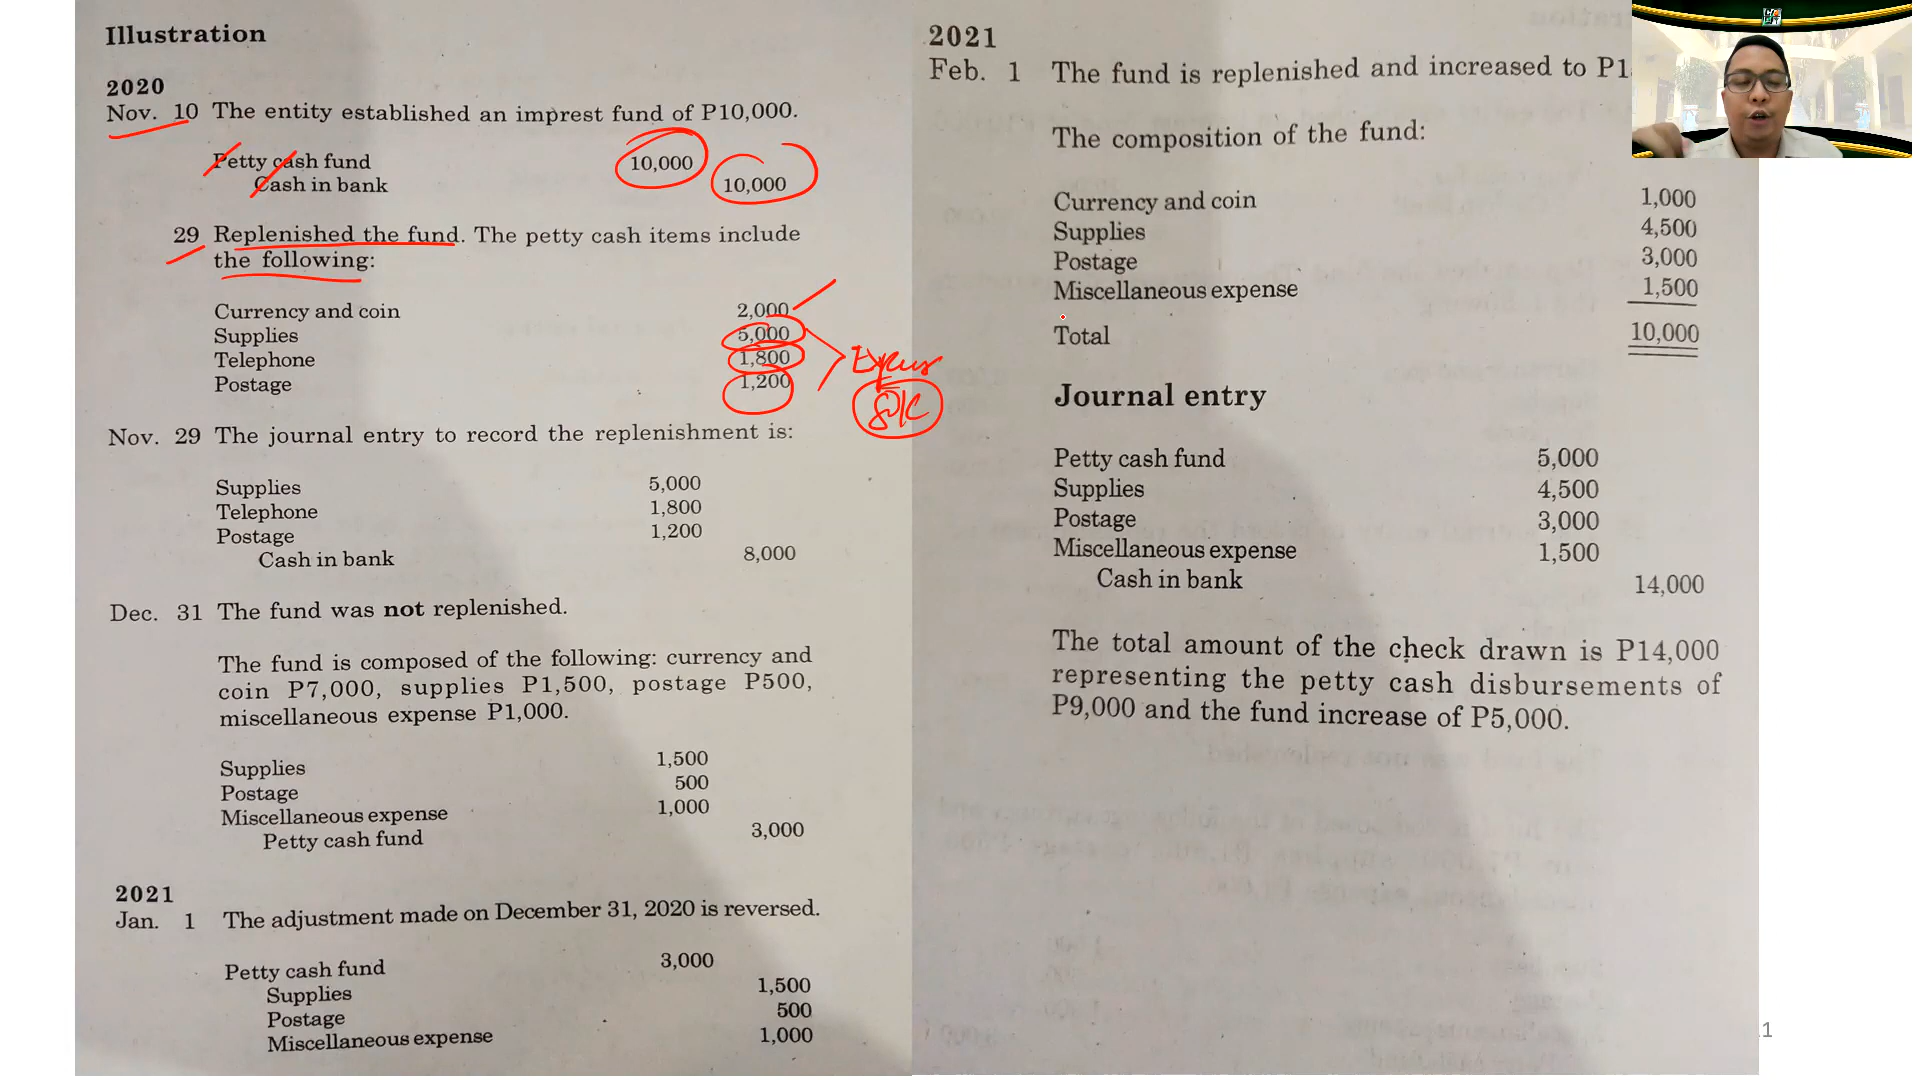 Illustration
2020
Nov. 10 The entity established an imprest fund of P10,000.
Petty cash fund 10,000
Cash in bank 10,000
29 Replenished the fund. The petty cash items include
the following:
Currency and coin 2,000
Supplies 5,000
Telephone 1,800
Postage 1,200
Nov. 29 The journal entry to record the replenishment is:
Supplies 5,000
Telephone 1,800
Postage 1,200
Cash in bank 8,000
Dec. 31 The fund was not replenished.
The fund is composed of the following: currency and
coin P7,000, supplies P1,500, postage P500,
miscellaneous expense P1,000.
Supplies 1,500
Postage 500
Miscellaneous expense 1,000
Petty cash fund 3,000
2021
Jan. 1 The adjustment made on December 31, 2020 is reversed.
Petty cash fund 3,000
Supplies 1,500
Postage 500
Miscellaneous expense 1,000
2021
Feb. 1 The fund is replenished and increased to P1
The composition of the fund:
Currency and coin 1,000
Supplies 4,500
Postage 3,000
Miscellaneous expense 1,500
Total 10,000
Journal entry
Petty cash fund 5,000
Supplies 4,500
Postage 3,000
Miscellaneous expense 1,500
Cash in bank 14,000
The total amount of the check drawn is P14,000
representing the petty cash disbursements of
P9,000 and the fund increase of P5,000.